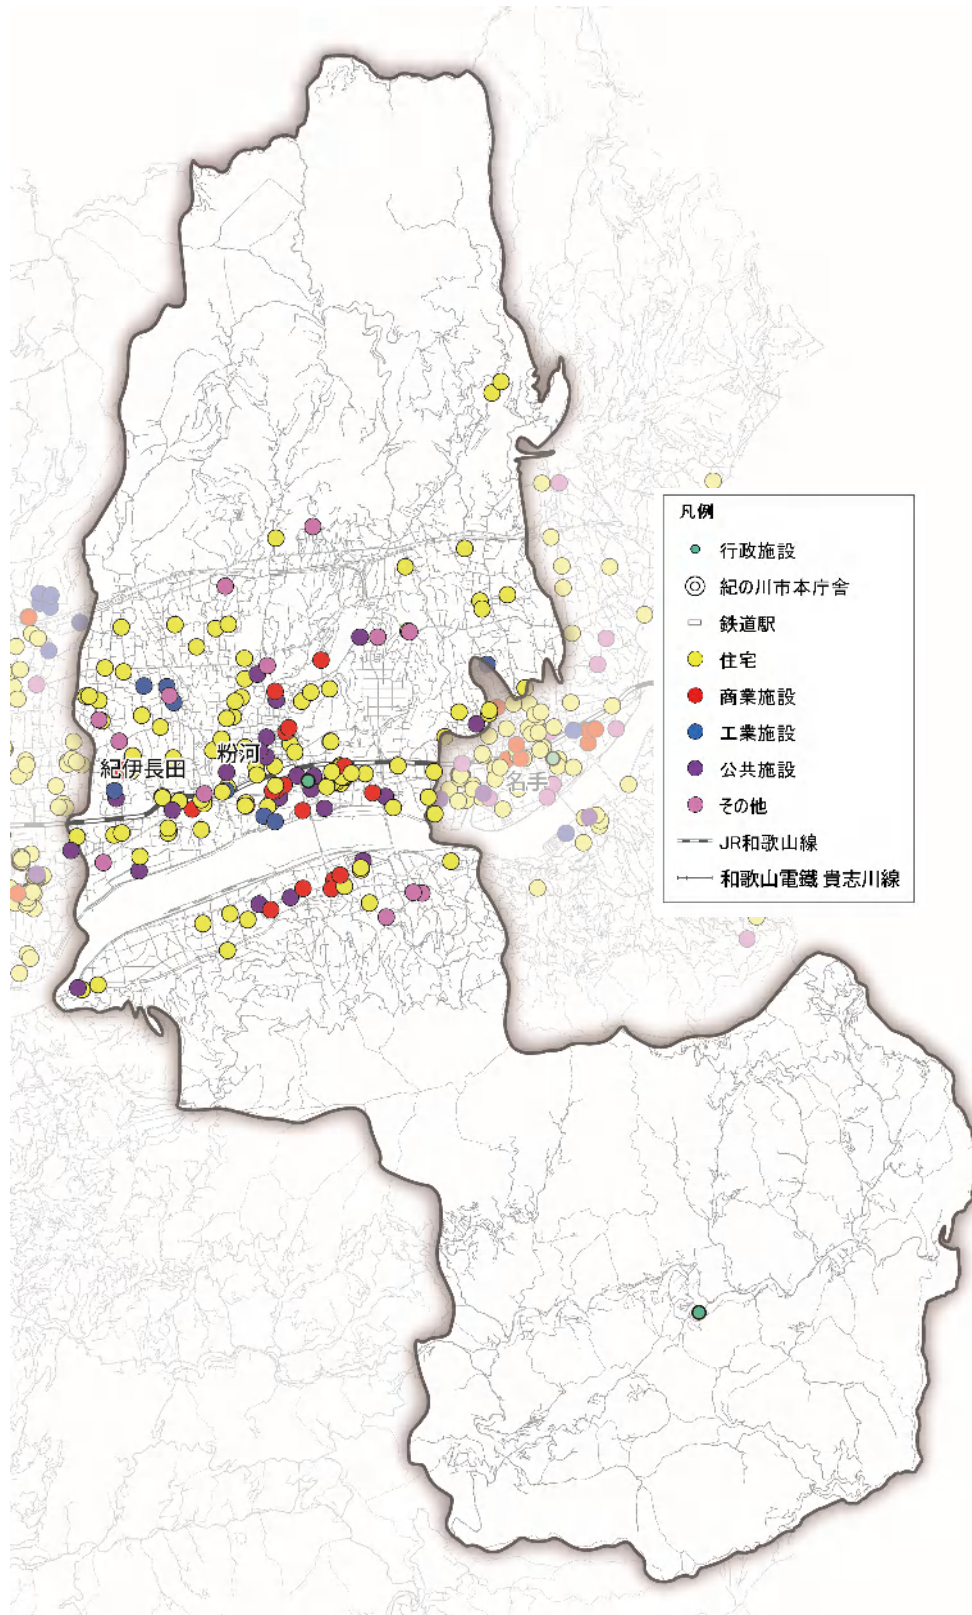 凡例
行政施設
紀の川市本庁舎
鉄道駅
住宅
商業施設
工業施設
公共施設
その他
JR和歌山線
和歌山電鐵 貴志川線
粉河
紀伊長田
名手